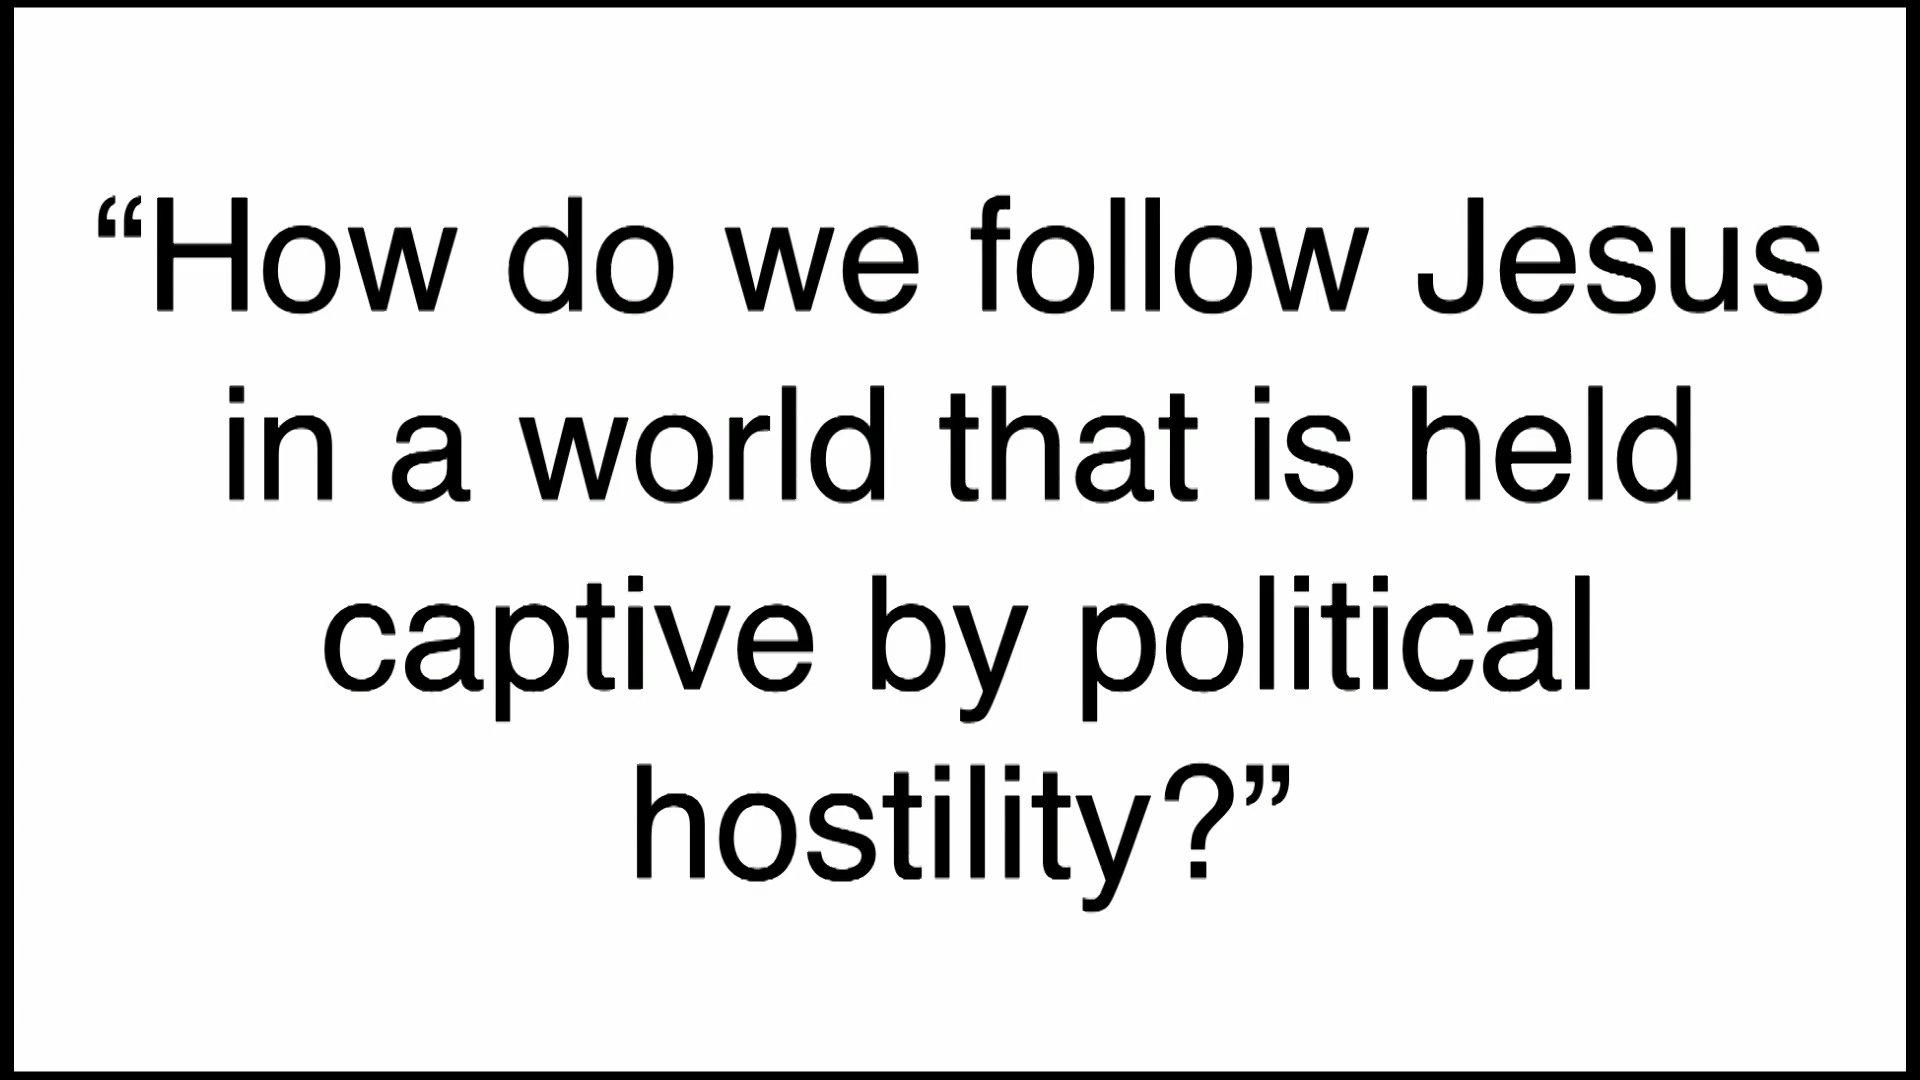 “How do we follow Jesus
in a world that is held
captive by political
hostility?”